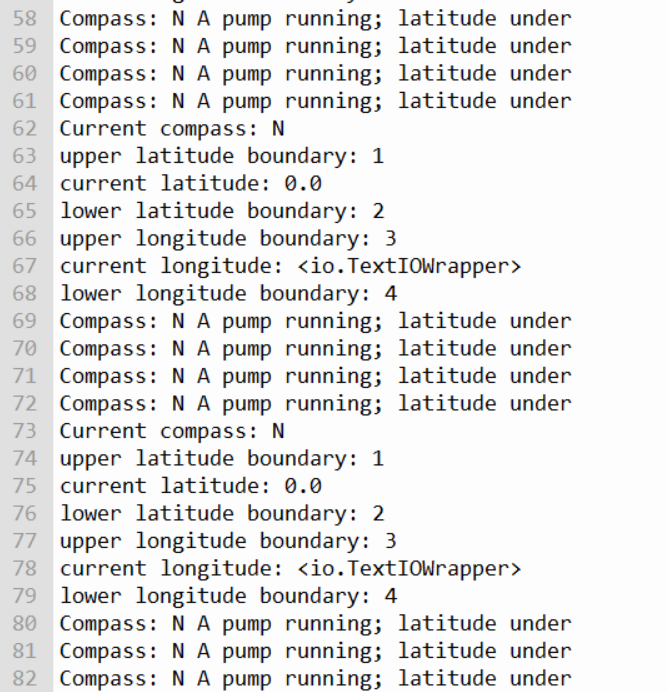 58 Compass: N A pump running; latitude under
59 Compass: N A pump running; latitude under
60 Compass: N A pump running; latitude under
61 Compass: N A pump running; latitude under
62 Current compass: N
63 upper latitude boundary: 1
64 current latitude: 0.0
65 lower latitude boundary: 2
66 upper longitude boundary: 3
67 current longitude: <io.TextIOWrapper>
68 lower longitude boundary: 4
69 Compass: N A pump running; latitude under
70 Compass: N A pump running; latitude under
71 Compass: N A pump running; latitude under
72 Compass: N A pump running; latitude under
73 Current compass: N
74 upper latitude boundary: 1
75 current latitude: 0.0
76 lower latitude boundary: 2
77 upper longitude boundary: 3
78 current longitude: <io.TextIOWrapper>
79 lower longitude boundary: 4
80 Compass: N A pump running; latitude under
81 Compass: N A pump running; latitude under
82 Compass: N A pump running; latitude under